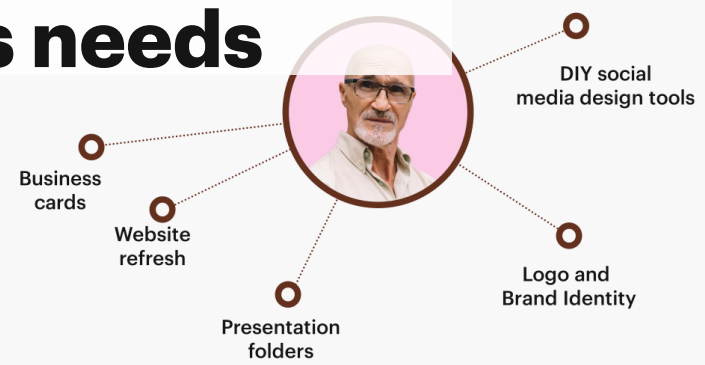 s needs
DIY social
media design tools
Business
cards
Website
refresh
Logo and
Brand Identity
Presentation
folders